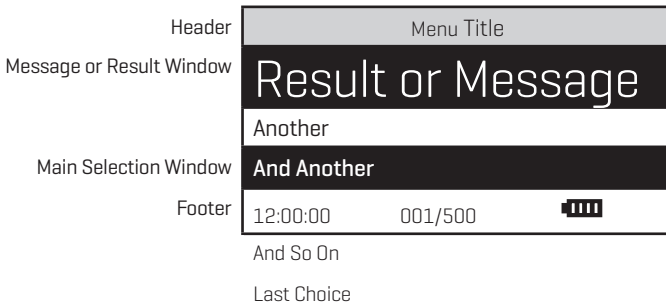 Header
Menu Title
Message or Result Window
Result or Message
Another
Main Selection Window
And Another
Footer
12:00:00 001/500
And So On
Last Choice